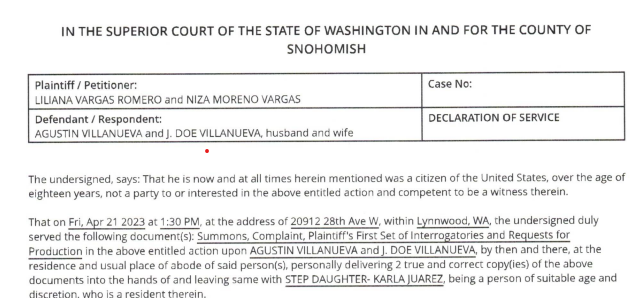 IN THE SUPERIOR COURT OF THE STATE OF WASHINGTON IN AND FOR THE COUNTY OF
SNOHOMISH
Plaintiff / Petitioner:
LILIANA VARGAS ROMERO and NIZA MORENO VARGAS
Case No:
Defendant / Respondent:
AGUSTIN VILLANUEVA and J. DOE VILLANUEVA, husband and wife
DECLARATION OF SERVICE
The undersigned, says: That he is now and at all times herein mentioned was a citizen of the United States, over the age of
eighteen years, not a party to or interested in the above entitled action and competent to be a witness therein.
That on Fri, Apr 21 2023 at 1:30 PM, at the address of 20912 28th Ave W, within Lynnwood, WA, the undersigned duly
served the following document(s): Summons, Complaint, Plaintiff's First Set of Interrogatories and Requests for
Production in the above entitled action upon AGUSTIN VILLANUEVA and J. DOE VILLANUEVA, by then and there, at the
residence and usual place of abode of said person(s), personally delivering 2 true and correct copy(ies) of the above
documents into the hands of and leaving same with STEP DAUGHTER- KARLA JUAREZ, being a person of suitable age and
discretion, who is a resident therein.